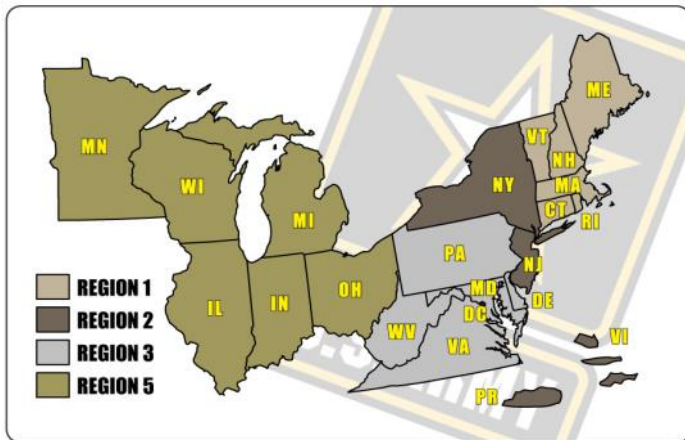 ME
VT
NH
MN
NY
MA
WI
CT
RI
MI
PA
NJ
REGION 1
MD
DE
OH
IL
IN
DC
REGION 2
WV
VA
VI
REGION 3
REGION 5
PR
U.S. ARMY